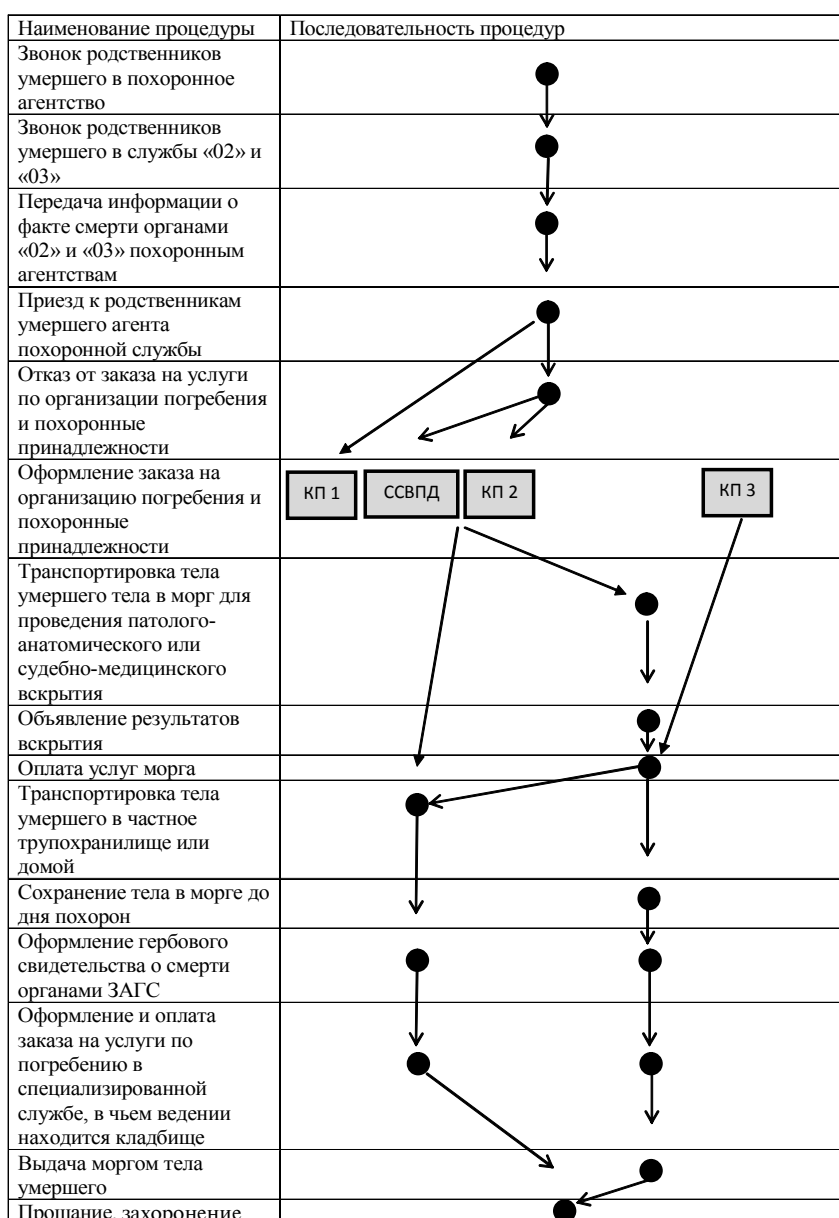 Наименование процедуры
Последовательность процедур
Звонок родственников
умершего в похоронное
агентство
Звонок родственников
умершего в службы «02» и
«03»
Передача информации о
факте смерти органами
«02» и «03» похоронным
агентствам
Приезд к родственникам
умершего агента
похоронной службы
Отказ от заказа на услуги
по организации погребения
и похоронные
принадлежности
Оформление заказа на
организацию погребения и
похоронные
принадлежности
КП 1
ССВПД
КП 2
КП 3
Транспортировка тела
умершего тела в морг для
проведения патолого-
анатомического или
судебно-медицинского
вскрытия
Объявление результатов
вскрытия
Оплата услуг морга
Транспортировка тела
умершего в частное
трупохранилище или
домой
Сохранение тела в морге до
дня похорон
Оформление гербового
свидетельства о смерти
органами ЗАГС
Оформление и оплата
заказа на услуги по
погребению в
специализированной
службе, в чьем ведении
находится кладбище
Выдача моргом тела
умершего
Прощание, захоронение